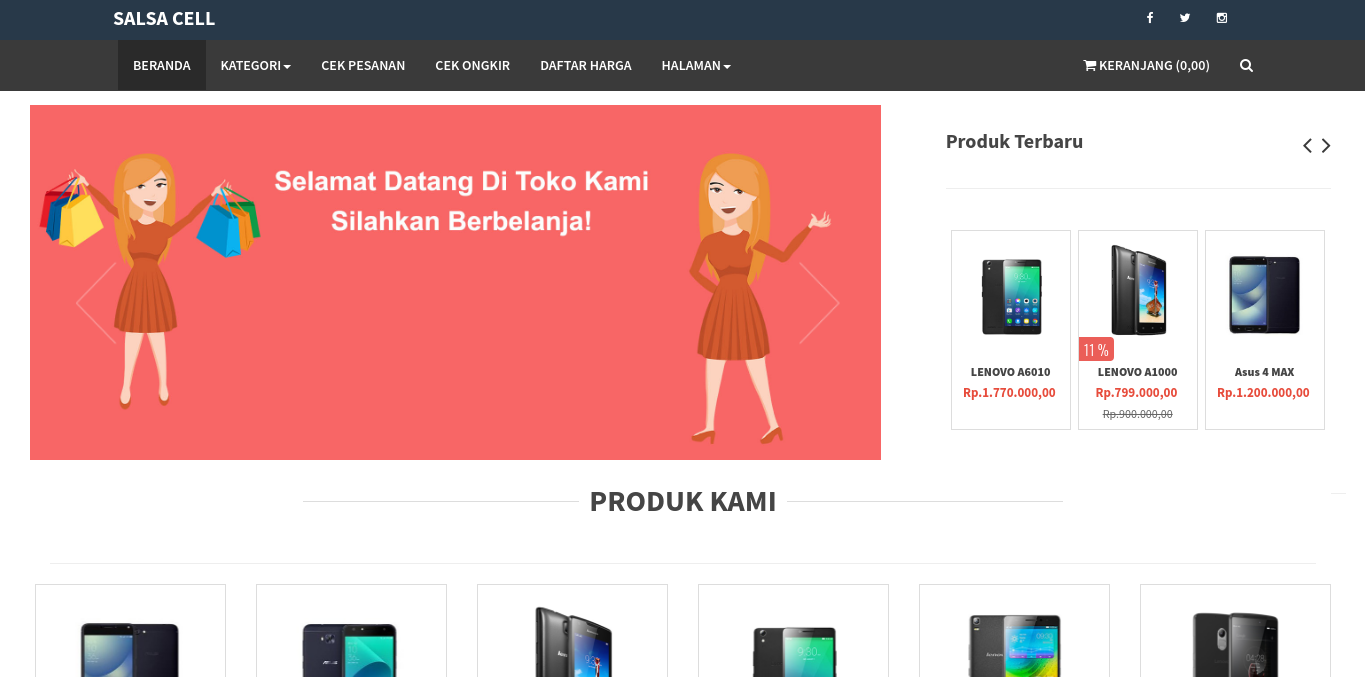 SALSA CELL
BERANDA KATEGORI CEK PESANAN CEK ONGKIR DAFTAR HARGA HALAMAN KERANJANG (0,00)
Selamat Datang Di Toko Kami
Silahkan Berbelanja!
Produk Terbaru
11 %
LENOVO A6010
Rp.1.770.000,00
LENOVO A1000
Rp.799.000,00
Rp.900.000,00
Asus 4 MAX
Rp.1.200.000,00
PRODUK KAMI